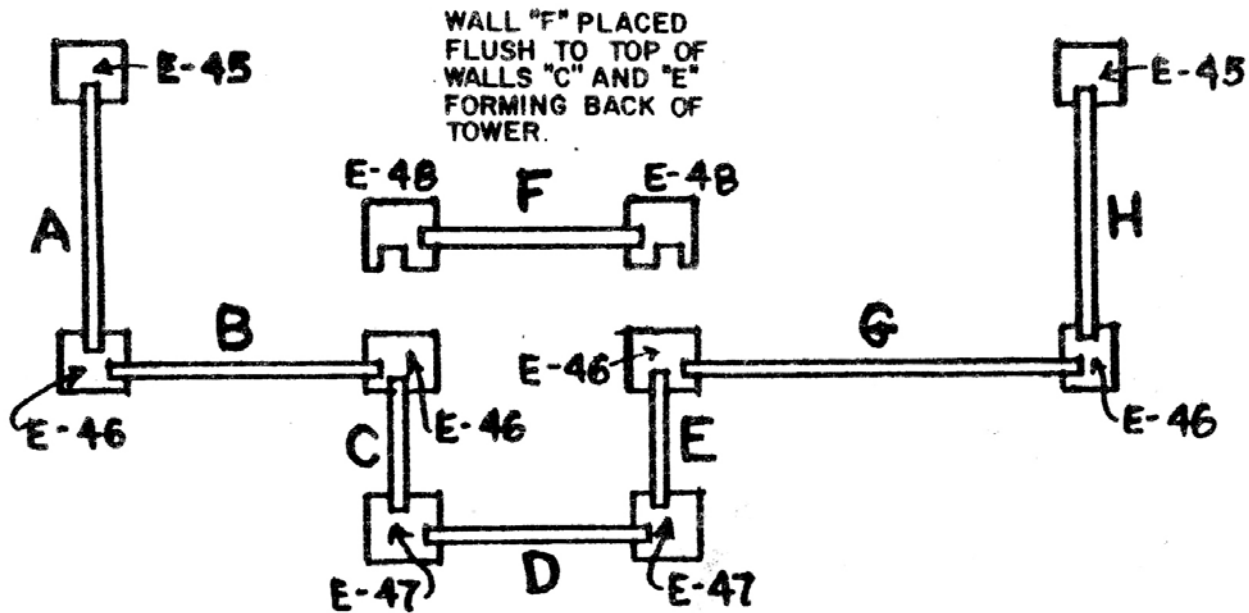 WALL "F" PLACED
FLUSH TO TOP OF
WALLS "C" AND "E"
FORMING BACK OF
TOWER.
E-45
E-45
E-48
F
E-48
A
H
B
G
E-46
E-46
E-46
E-46
C
E
D
E-47
E-47